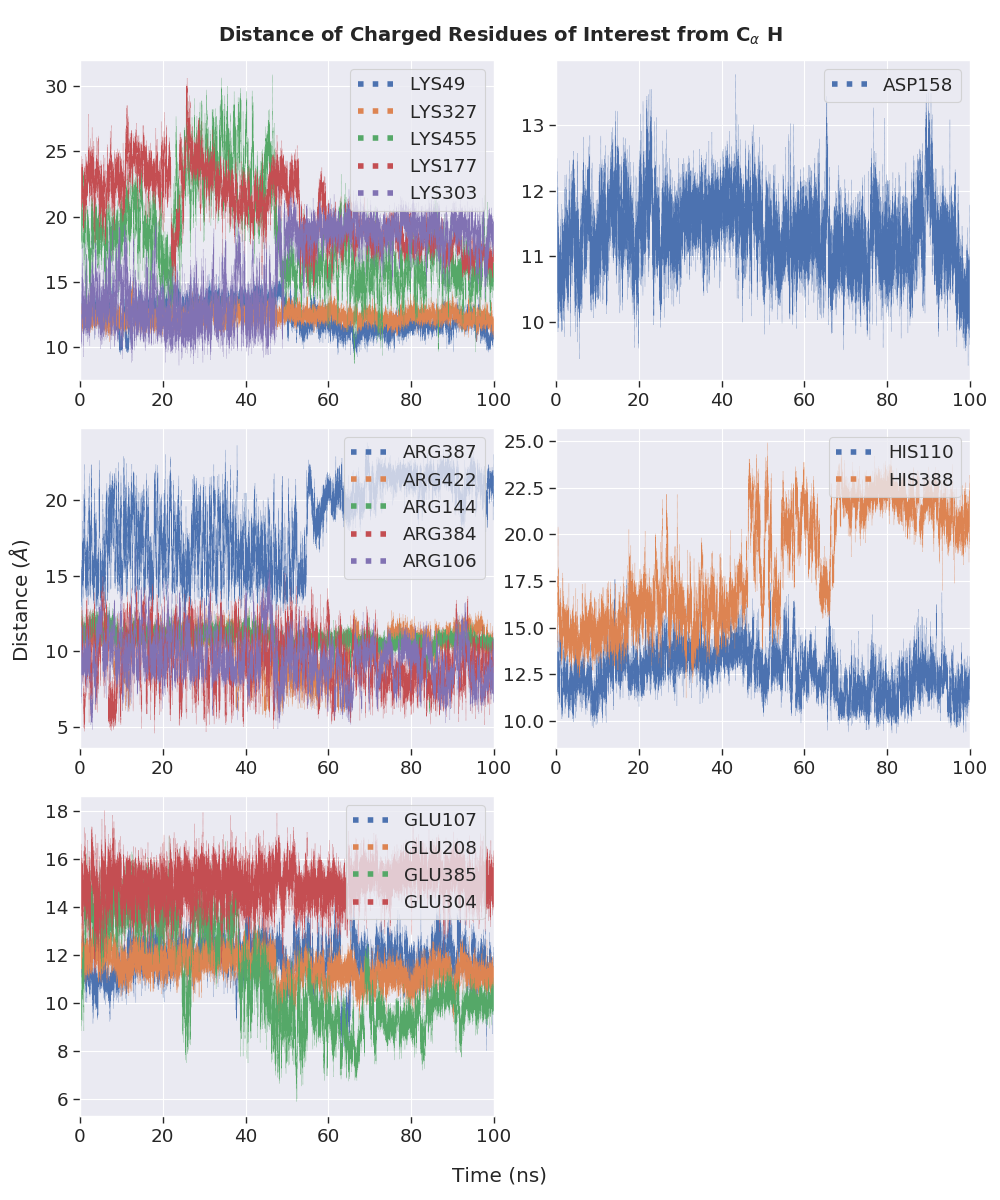 Distance of Charged Residues of Interest from Cα H
30
25
20
15
10
0 20 40 60 80 100
LYS49
LYS327
LYS455
LYS177
LYS303
13
12
11
10
0 20 40 60 80 100
ASP158
20
15
10
5
0 20 40 60 80 100
ARG387
ARG422
ARG144
ARG384
ARG106
25.0
22.5
20.0
17.5
15.0
12.5
10.0
0 20 40 60 80 100
HIS110
HIS388
Distance (Å)
18
16
14
12
10
8
6
0 20 40 60 80 100
GLU107
GLU208
GLU385
GLU304
Time (ns)